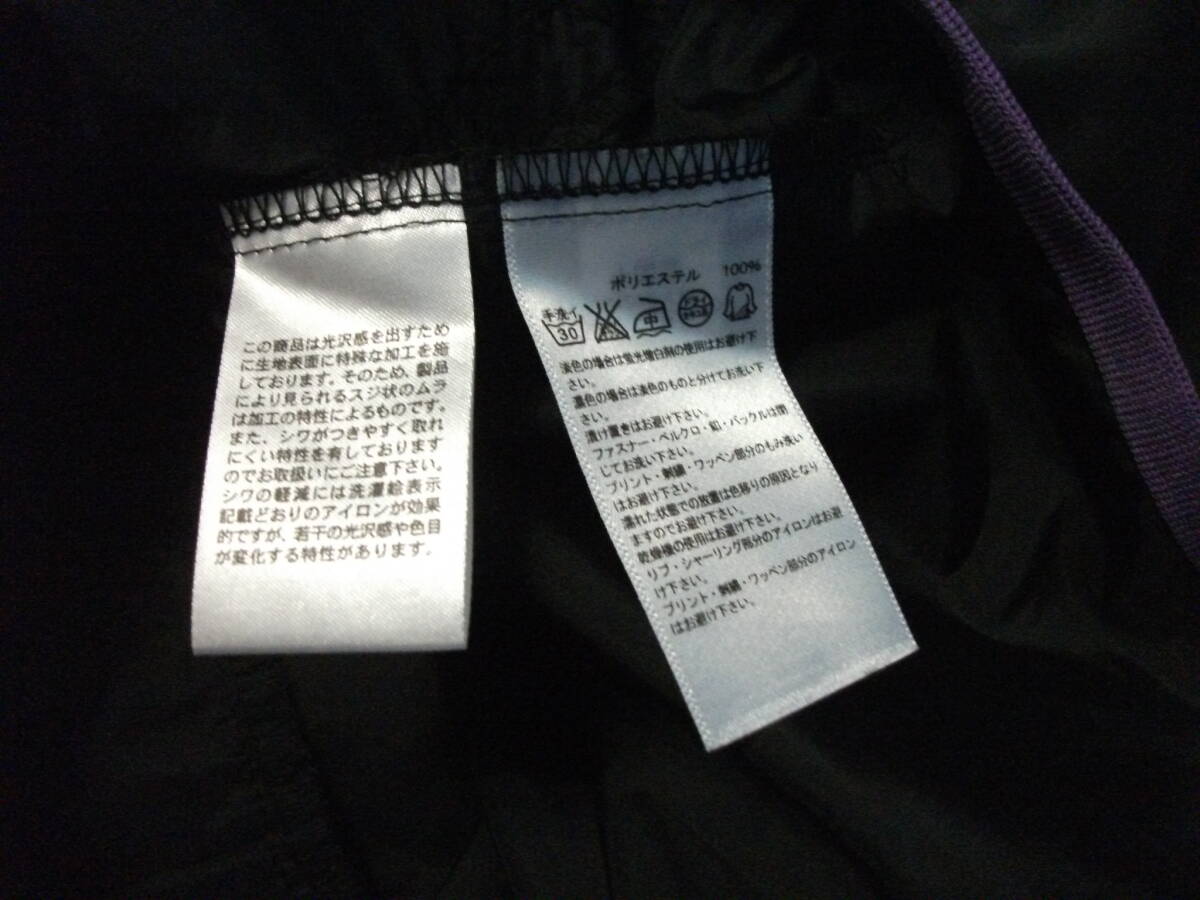 この商品は光沢感を出すため
に生地表面に特殊な加工を施
しております。そのため、製品
により見られるスジ状のムラ
は加工の特性によるものです。
また、シワがつきやすく取れ
にくい特性を有しております
のでお取扱いにご注意下さい。
シワの軽減には洗濯絵表示
記載どおりのアイロンが効果
的ですが、若干の光沢感や色目
が変化する特性があります。
ポリエステル 100%
手洗イ
30
中
淡色の場合は蛍光増白剤の使用はお避け下
さい。
濃色の場合は淡色のものと分けてお洗い下
さい。
漬け置きはお避け下さい。
ファスナー・ベルクロ・釦・バックルは閉
じてお洗い下さい。
プリント・刺繍・ワッペン部分のもみ洗い
はお避け下さい。
濡れた状態での放置は色移りの原因となり
ますのでお避け下さい。
乾燥機の使用はお避け下さい。
リブ・シャーリング部分のアイロンはお避
け下さい。
プリント・刺繍・ワッペン部分のアイロン
はお避け下さい。